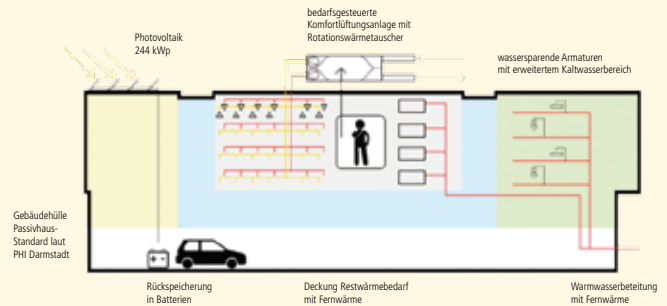 bedarfsgesteuerte
Komfortlüftungsanlage mit
Rotationswärmetauscher
Photovoltaik
244 kWp
wassersparende Armaturen
mit erweitertem Kaltwasserbereich
Gebäudehülle
Passivhaus-
Standard laut
PHI Darmstadt
Rückspeicherung
in Batterien
Deckung Restwärmebedarf
mit Fernwärme
Warmwasserbeteitung
mit Fernwärme